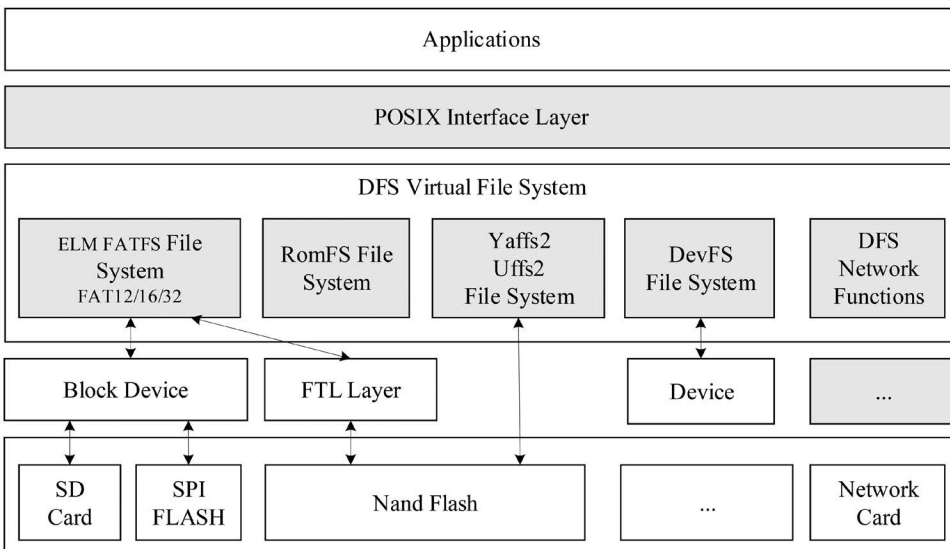 Applications
POSIX Interface Layer
DFS Virtual File System
ELM FATFS File
System
FAT12/16/32
RomFS File
System
Yaffs2
Uffs2
File System
DevFS
File System
DFS
Network
Functions
Block Device
FTL Layer
Device
...
SD
Card
SPI
FLASH
Nand Flash
...
Network
Card